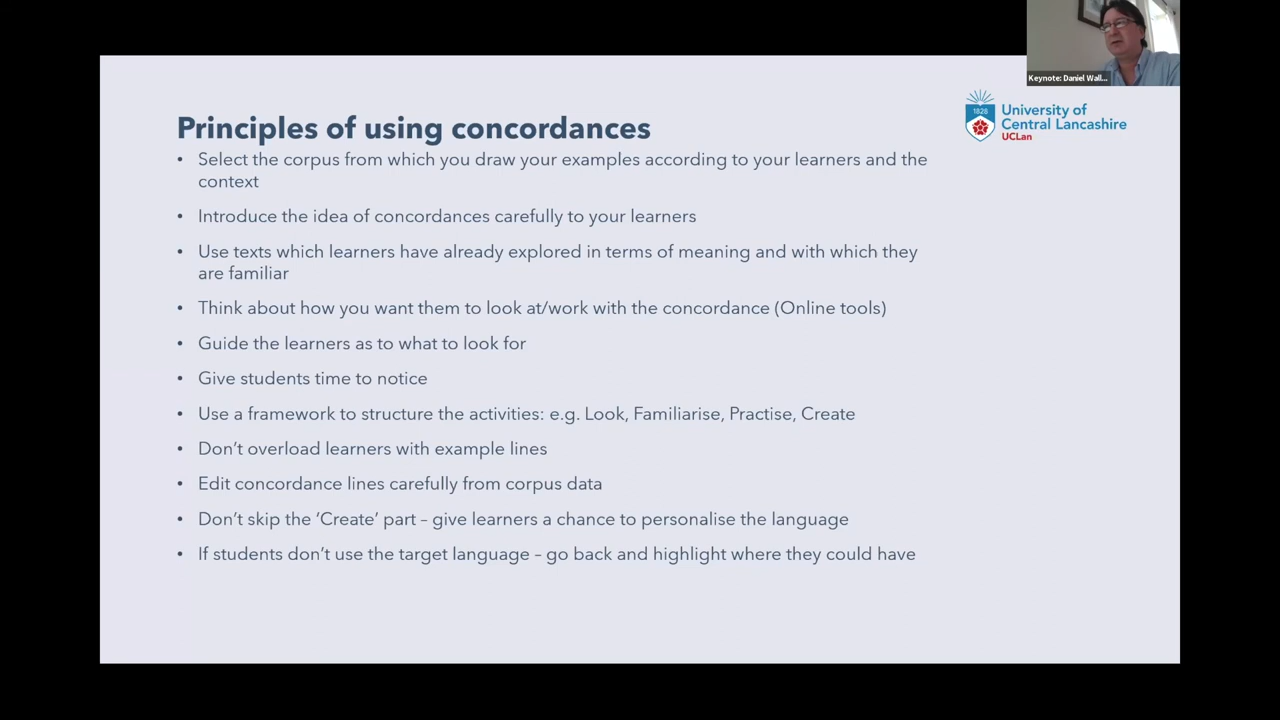 Keynote: Daniel Wall...
1828
University of
Central Lancashire
UCLan
Principles of using concordances
• Select the corpus from which you draw your examples according to your learners and the
context
• Introduce the idea of concordances carefully to your learners
• Use texts which learners have already explored in terms of meaning and with which they
are familiar
• Think about how you want them to look at/work with the concordance (Online tools)
• Guide the learners as to what to look for
• Give students time to notice
• Use a framework to structure the activities: e.g. Look, Familiarise, Practise, Create
• Don’t overload learners with example lines
• Edit concordance lines carefully from corpus data
• Don’t skip the ‘Create’ part – give learners a chance to personalise the language
• If students don’t use the target language – go back and highlight where they could have